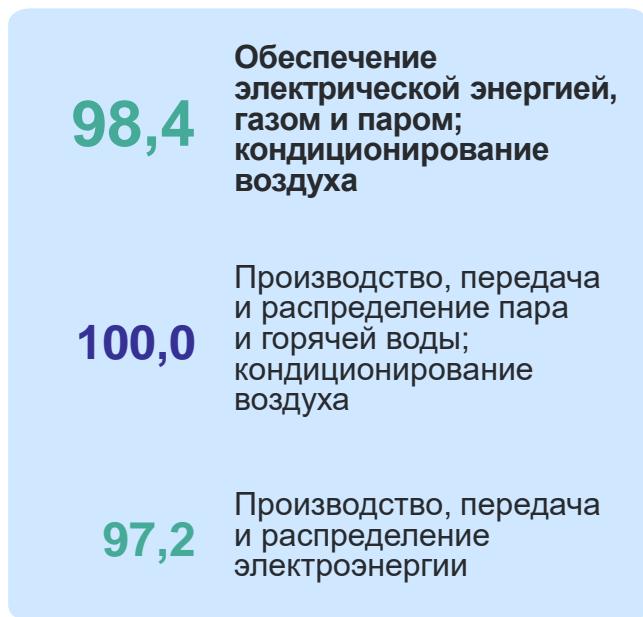 98,4
Обеспечение
электрической энергией,
газом и паром;
кондиционирование
воздуха
100,0
Производство, передача
и распределение пара
и горячей воды;
кондиционирование
воздуха
97,2
Производство, передача
и распределение
электроэнергии